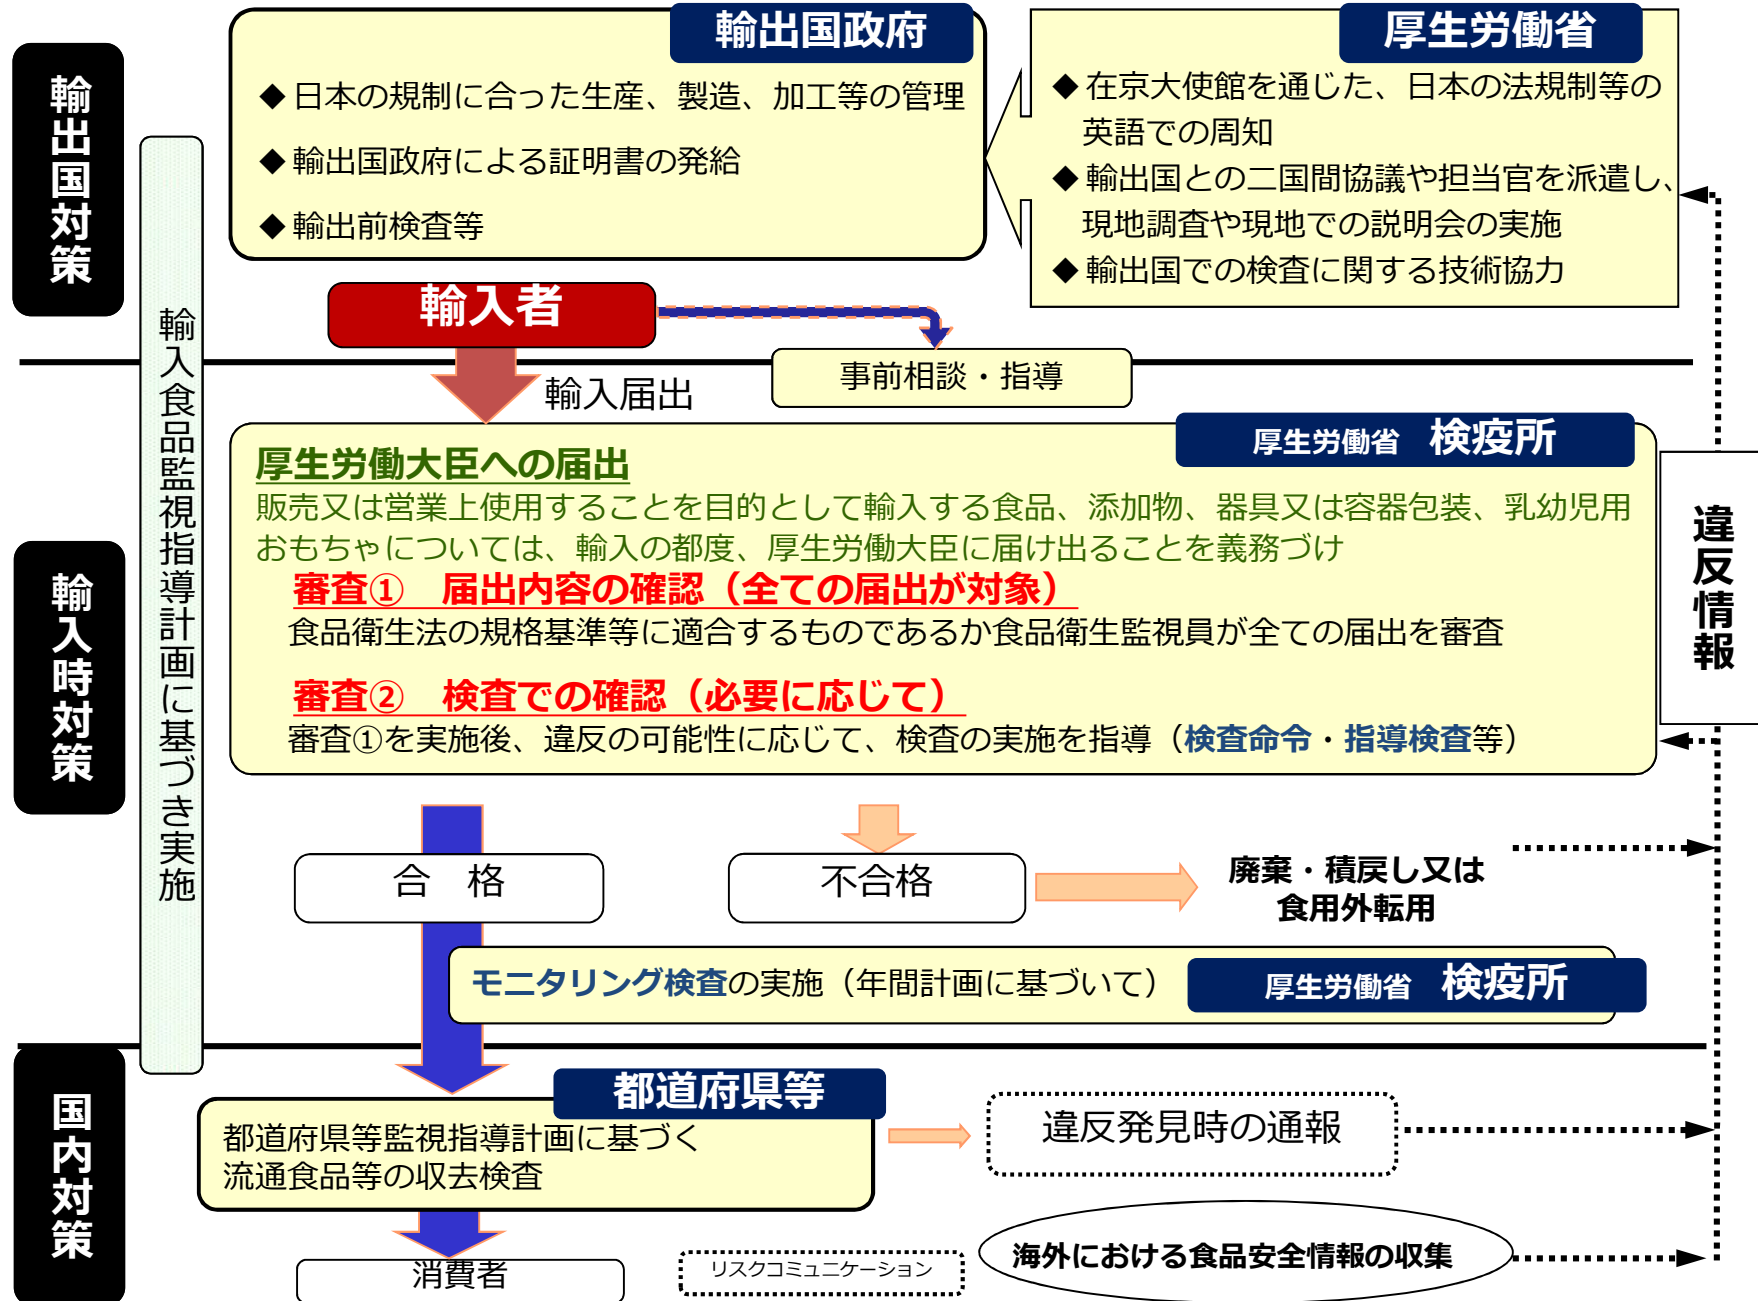 輸出国対策
輸出国政府
◆日本の規制に合った生産、製造、加工等の管理
◆輸出国政府による証明書の発給
◆輸出前検査等
厚生労働省
◆在京大使館を通じた、日本の法規制等の
英語での周知
◆輸出国との二国間協議や担当官を派遣し、
現地調査や現地での説明会の実施
◆輸出国での検査に関する技術協力
輸入食品監視指導計画に基づき実施
輸入者
事前相談・指導
輸入届出
輸入時対策
厚生労働省 検疫所
厚生労働大臣への届出
販売又は営業上使用することを目的として輸入する食品、添加物、器具又は容器包装、乳幼児用
おもちゃについては、輸入の都度、厚生労働大臣に届け出ることを義務づけ
審査① 届出内容の確認（全ての届出が対象）
食品衛生法の規格基準等に適合するものであるか食品衛生監視員が全ての届出を審査
審査② 検査での確認（必要に応じて）
審査①を実施後、違反の可能性に応じて、検査の実施を指導（検査命令・指導検査等）
違反情報
合 格
不合格
廃棄・積戻し又は
食用外転用
モニタリング検査の実施（年間計画に基づいて）
厚生労働省 検疫所
国内対策
都道府県等
都道府県等監視指導計画に基づく
流通食品等の収去検査
違反発見時の通報
消費者
リスクコミュニケーション
海外における食品安全情報の収集